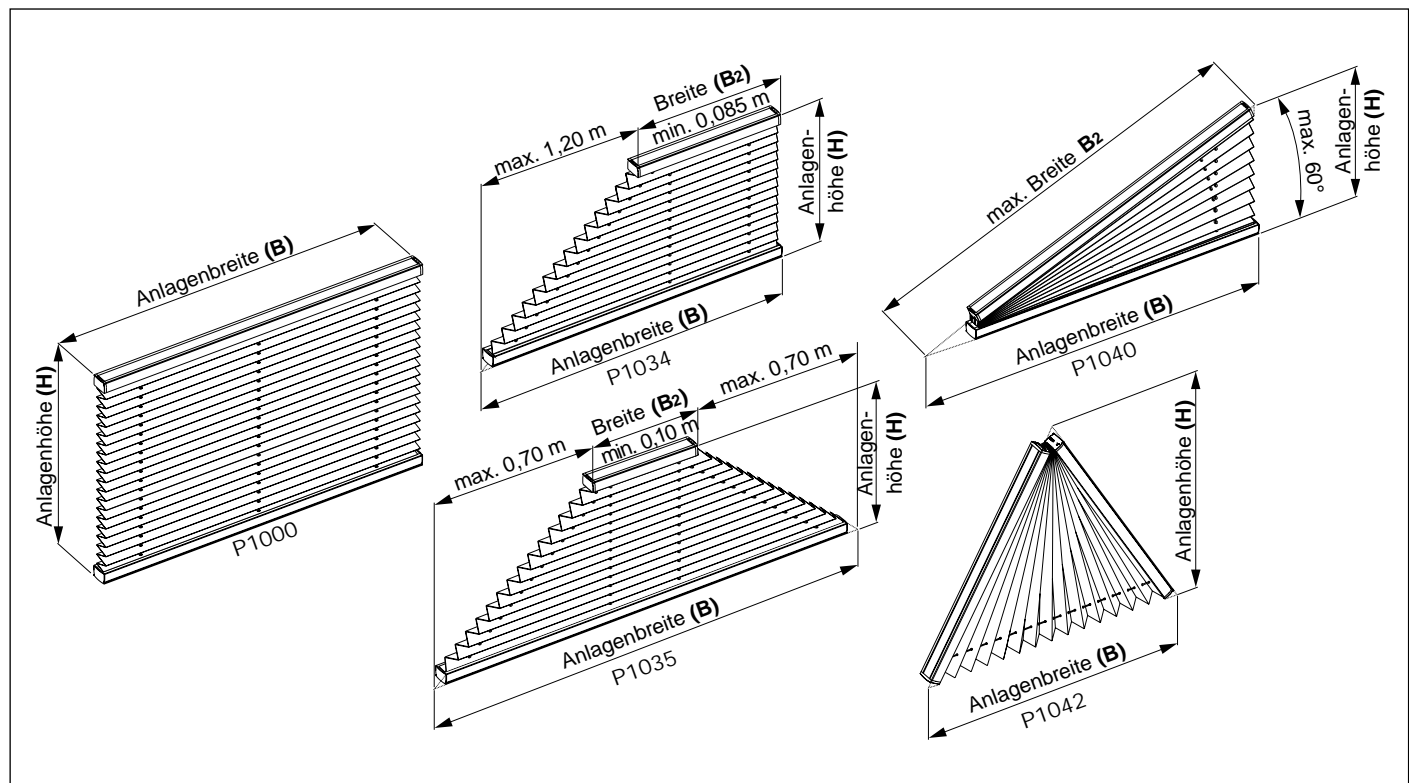 Anlagenbreite (B)
Anlagenhöhe (H)
P1000
max. 1,20 m
Breite (B2)
min. 0,085 m
Anlagen-
höhe (H)
Anlagenbreite (B)
P1034
max. 0,70 m
Breite (B2)
min. 0,10 m
max. 0,70 m
Anlagen-
höhe (H)
Anlagenbreite (B)
P1035
max. Breite B2
max. 60°
Anlagen-
höhe (H)
Anlagenbreite (B)
P1040
Anlagenhöhe (H)
Anlagenbreite (B)
P1042